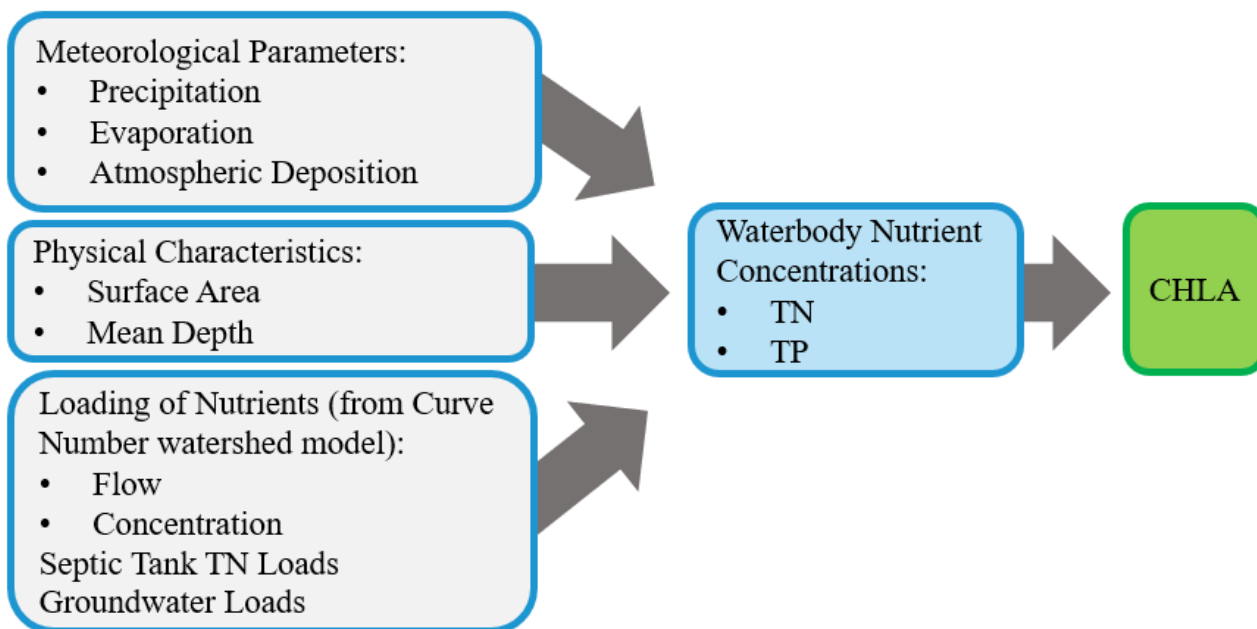 Meteorological Parameters:
• Precipitation
• Evaporation
• Atmospheric Deposition
Physical Characteristics:
• Surface Area
• Mean Depth
Loading of Nutrients (from Curve
Number watershed model):
• Flow
• Concentration
Septic Tank TN Loads
Groundwater Loads
Waterbody Nutrient
Concentrations:
• TN
• TP
CHLA